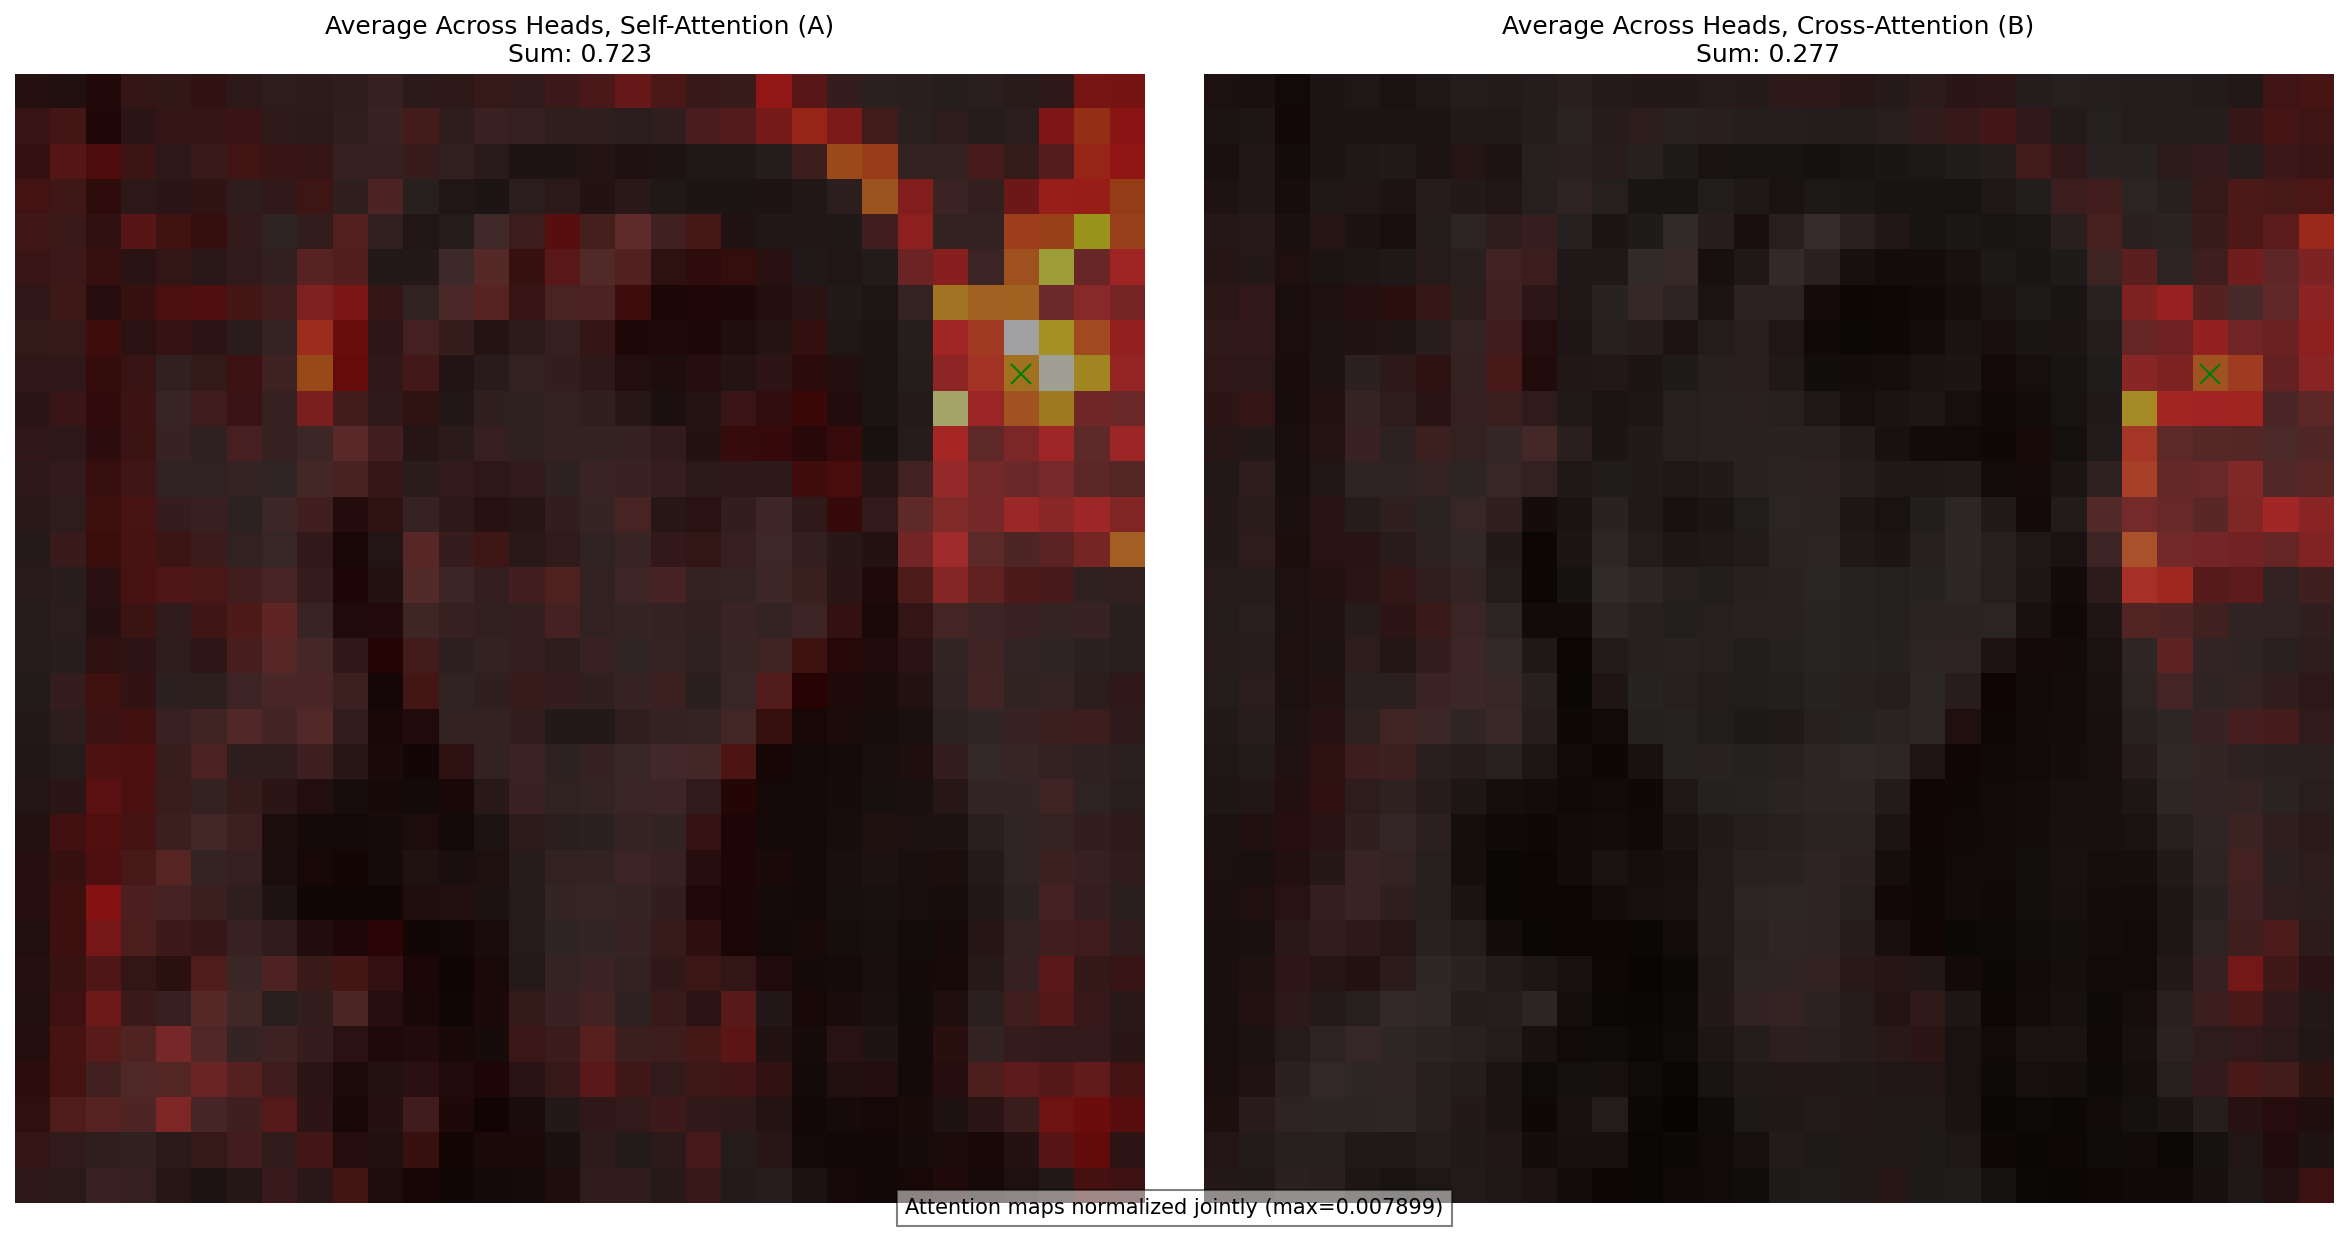 Average Across Heads, Self-Attention (A)
Sum: 0.723
Average Across Heads, Cross-Attention (B)
Sum: 0.277
Attention maps normalized jointly (max=0.007899)